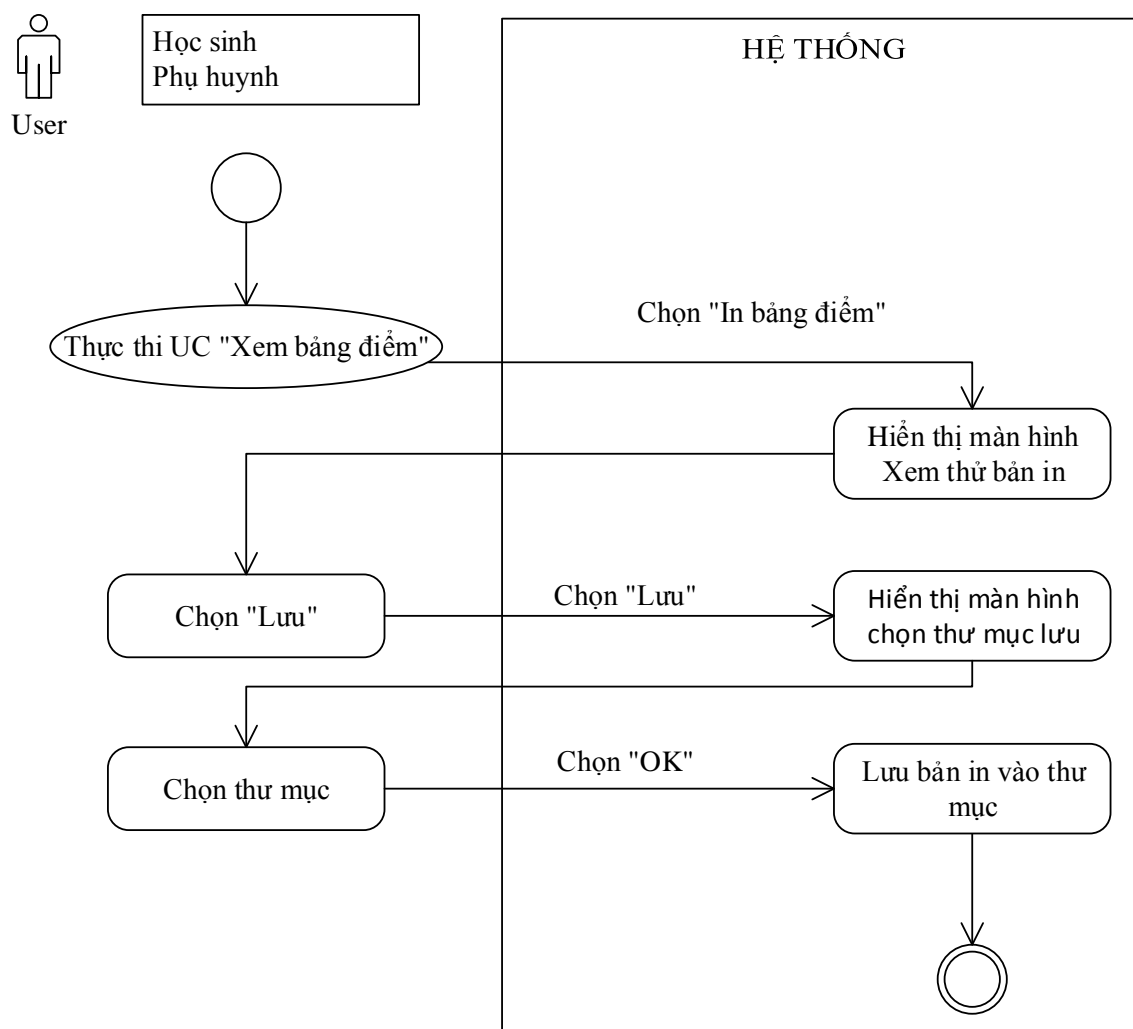 Học sinh
Phụ huynh
HỆ THỐNG
User
Chọn "In bảng điểm"
Thực thi UC "Xem bảng điểm"
Hiển thị màn hình
Xem thử bản in
Chọn "Lưu"
Chọn "Lưu"
Hiển thị màn hình
chọn thư mục lưu
Chọn thư mục
Chọn "OK"
Lưu bản in vào thư
mục